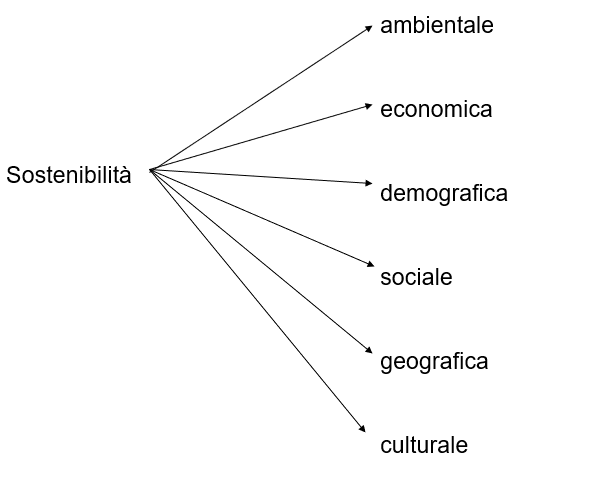 Sostenibilità
ambientale
economica
demografica
sociale
geografica
culturale